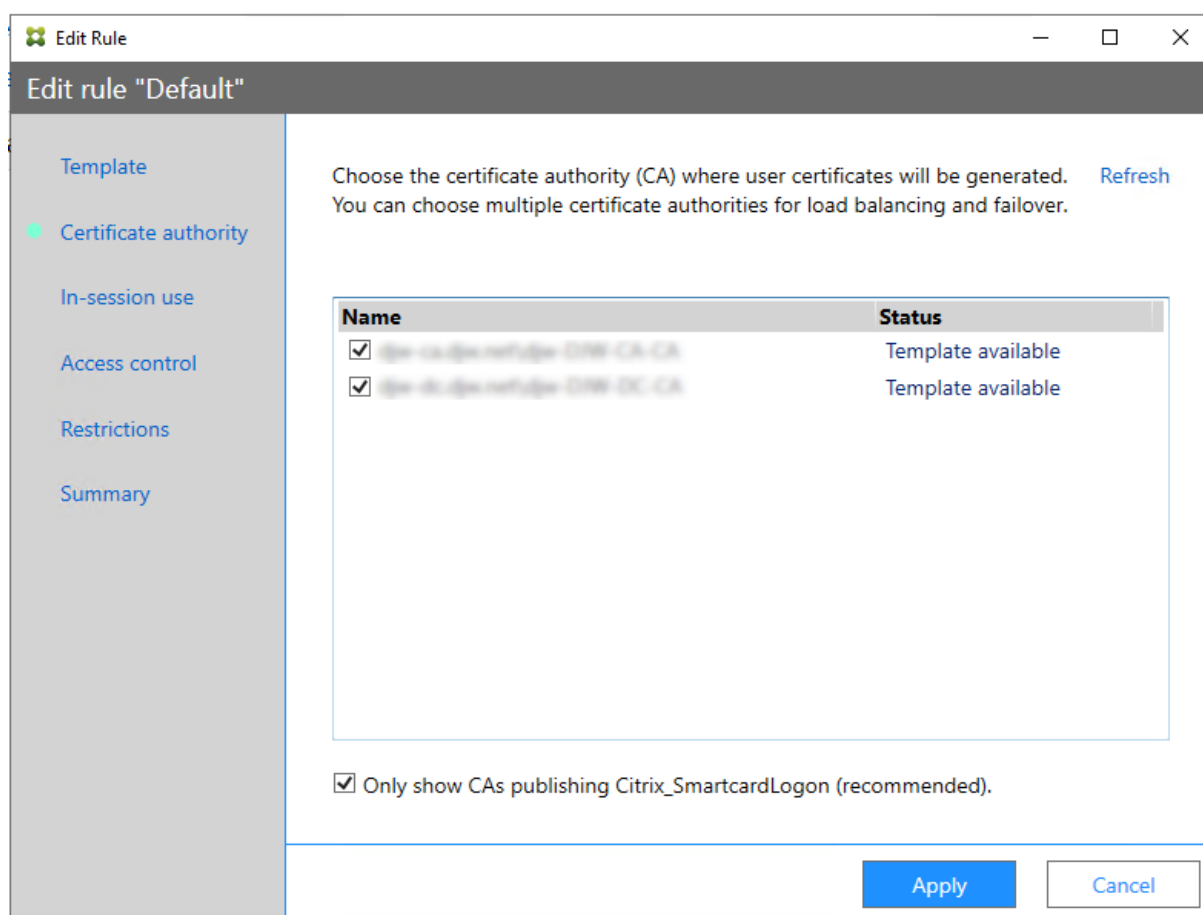 Edit Rule
Edit rule "Default"
Template
Certificate authority
In-session use
Access control
Restrictions
Summary
Choose the certificate authority (CA) where user certificates will be generated.
You can choose multiple certificate authorities for load balancing and failover.
Refresh
Name Status
Template available
Template available
Only show CAs publishing Citrix_SmartcardLogon (recommended).
Apply Cancel